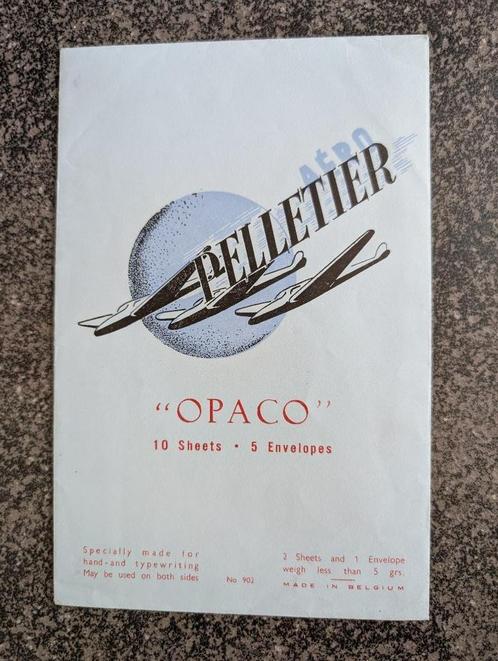 AÉRO
PELLETIER
"OPACO"
10 Sheets • 5 Envelopes
Specially made for
hand-and typewriting
May be used on both sides
No 902
2 Sheets and 1 Envelope
weigh less than 5 grs.
MADE IN BELGIUM